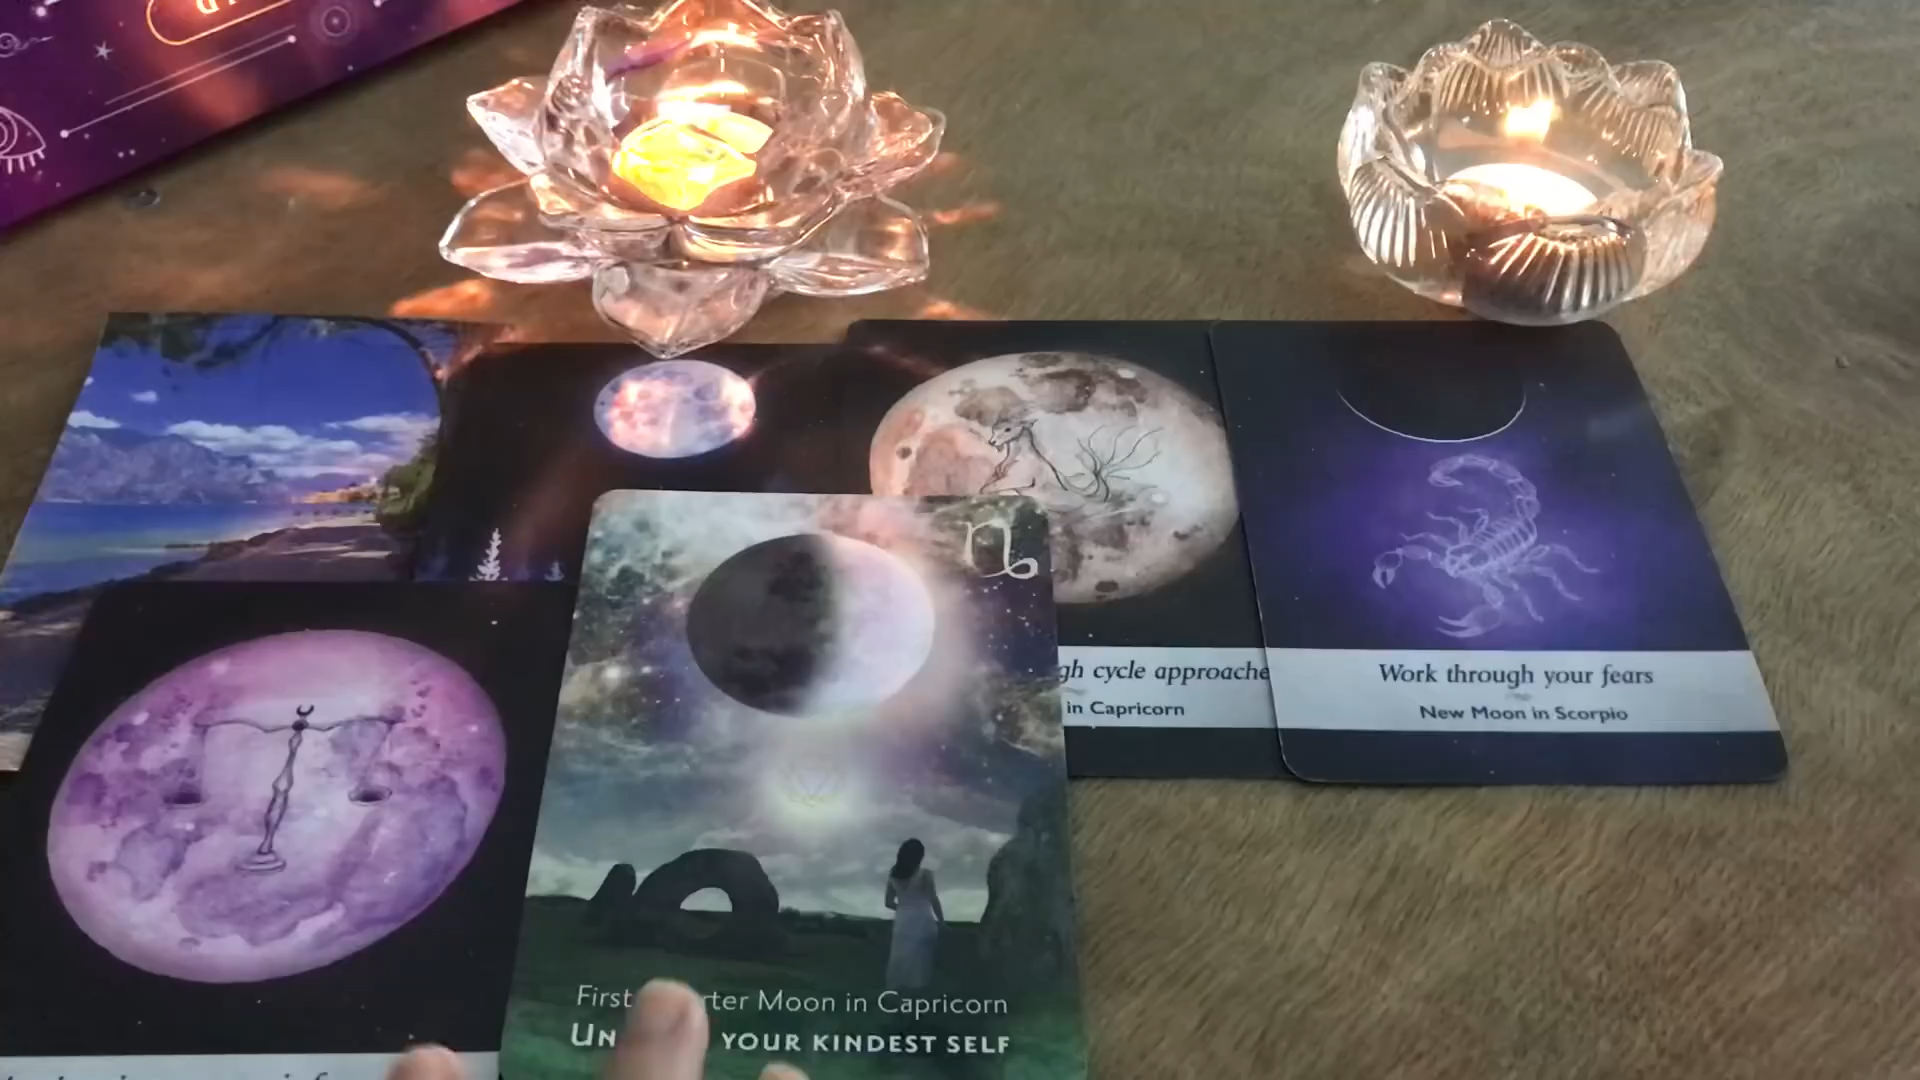 gh cycle approache
in Capricorn
Work through your fears
New Moon in Scorpio
First rter Moon in Capricorn
UN YOUR KINDEST SELF